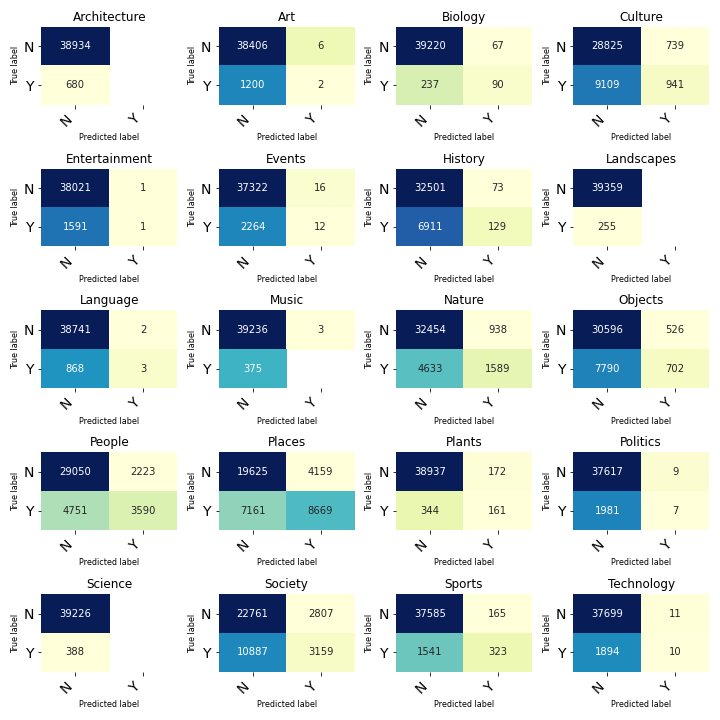 Architecture Art Biology Culture
True label N 38934 True label N 38406 6 True label N 39220 67 True label N 28825 739
Y 680 Y 1200 2 Y 237 90 Y 9109 941
N Y N Y N Y N Y
Predicted label Predicted label Predicted label Predicted label
Entertainment Events History Landscapes
True label N 38021 1 True label N 37322 16 True label N 32501 73 True label N 39359
Y 1591 1 Y 2264 12 Y 6911 129 Y 255
N Y N Y N Y N Y
Predicted label Predicted label Predicted label Predicted label
Language Music Nature Objects
True label N 38741 2 True label N 39236 3 True label N 32454 938 True label N 30596 526
Y 868 3 Y 375 Y 4633 1589 Y 7790 702
N Y N Y N Y N Y
Predicted label Predicted label Predicted label Predicted label
People Places Plants Politics
True label N 29050 2223 True label N 19625 4159 True label N 38937 172 True label N 37617 9
Y 4751 3590 Y 7161 8669 Y 344 161 Y 1981 7
N Y N Y N Y N Y
Predicted label Predicted label Predicted label Predicted label
Science Society Sports Technology
True label N 39226 True label N 22761 2807 True label N 37585 165 True label N 37699 11
Y 388 Y 10887 3159 Y 1541 323 Y 1894 10
N Y N Y N Y N Y
Predicted label Predicted label Predicted label Predicted label